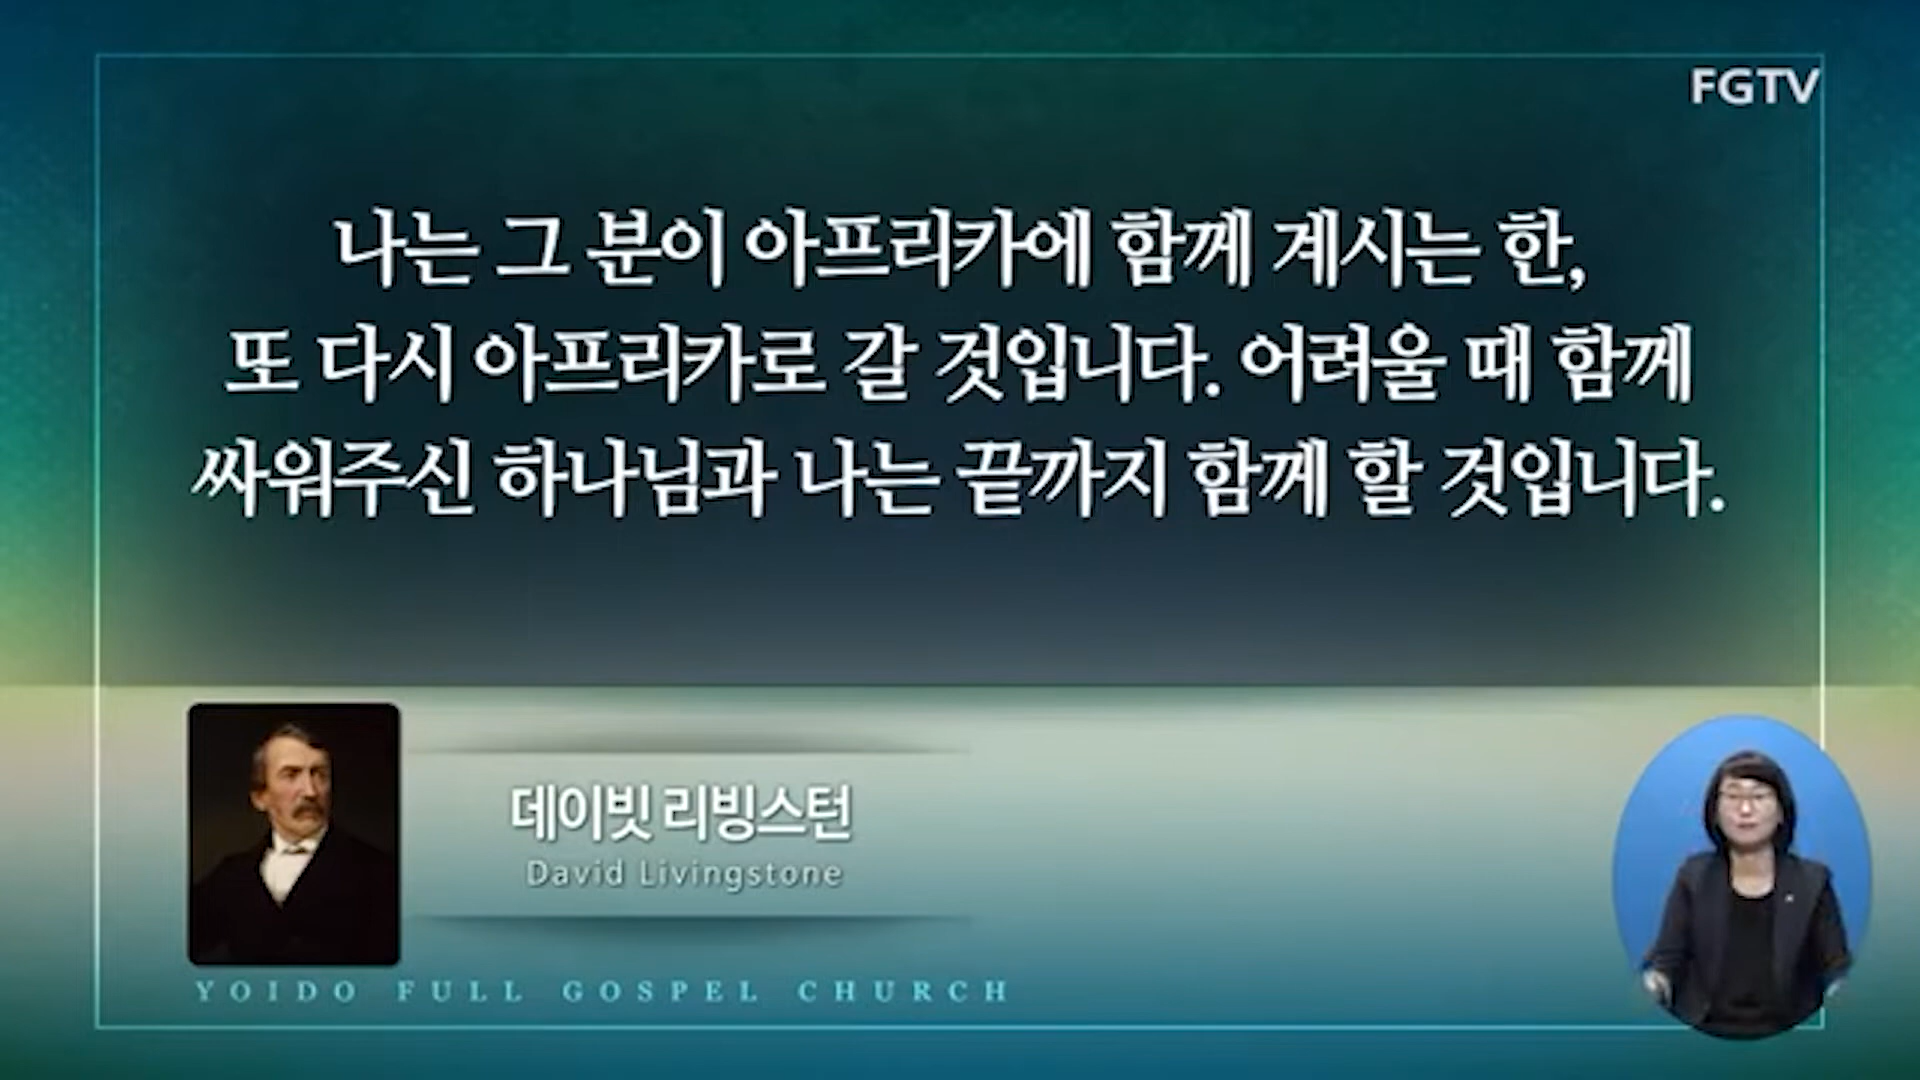 FGTV
나는 그 분이 아프리카에 함께 계시는 한,
또 다시 아프리카로 갈 것입니다. 어려울 때 함께
싸워주신 하나님과 나는 끝까지 함께 할 것입니다.
데이빗 리빙스턴
David Livingstone
YOIDO FULL GOSPEL CHURCH